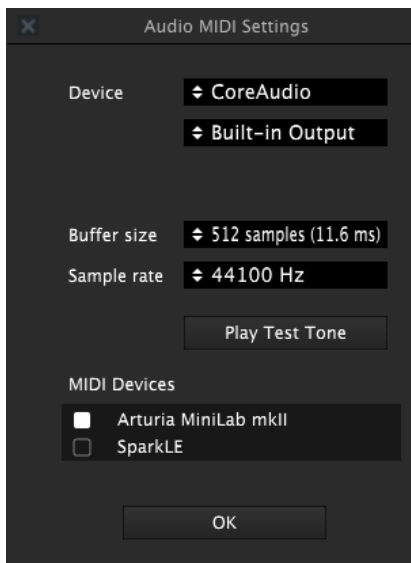 Audio MIDI Settings
Device CoreAudio
Built-in Output
Buffer size 512 samples (11.6 ms)
Sample rate 44100 Hz
Play Test Tone
MIDI Devices
Arturia MiniLab mkII
SparkLE
OK